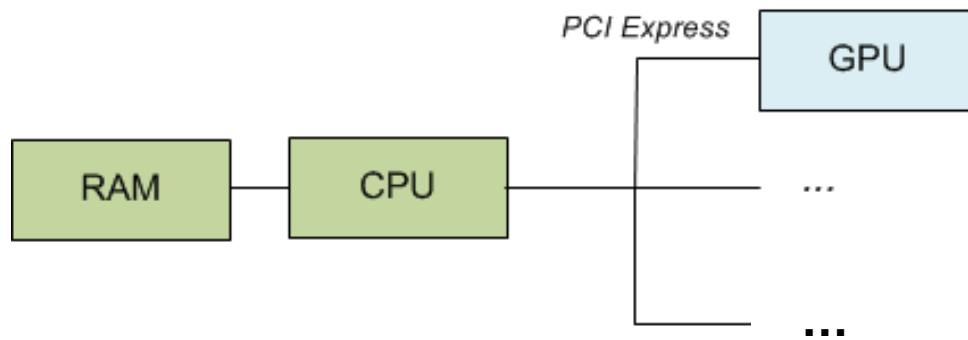 PCI Express
GPU
RAM
CPU
...
...